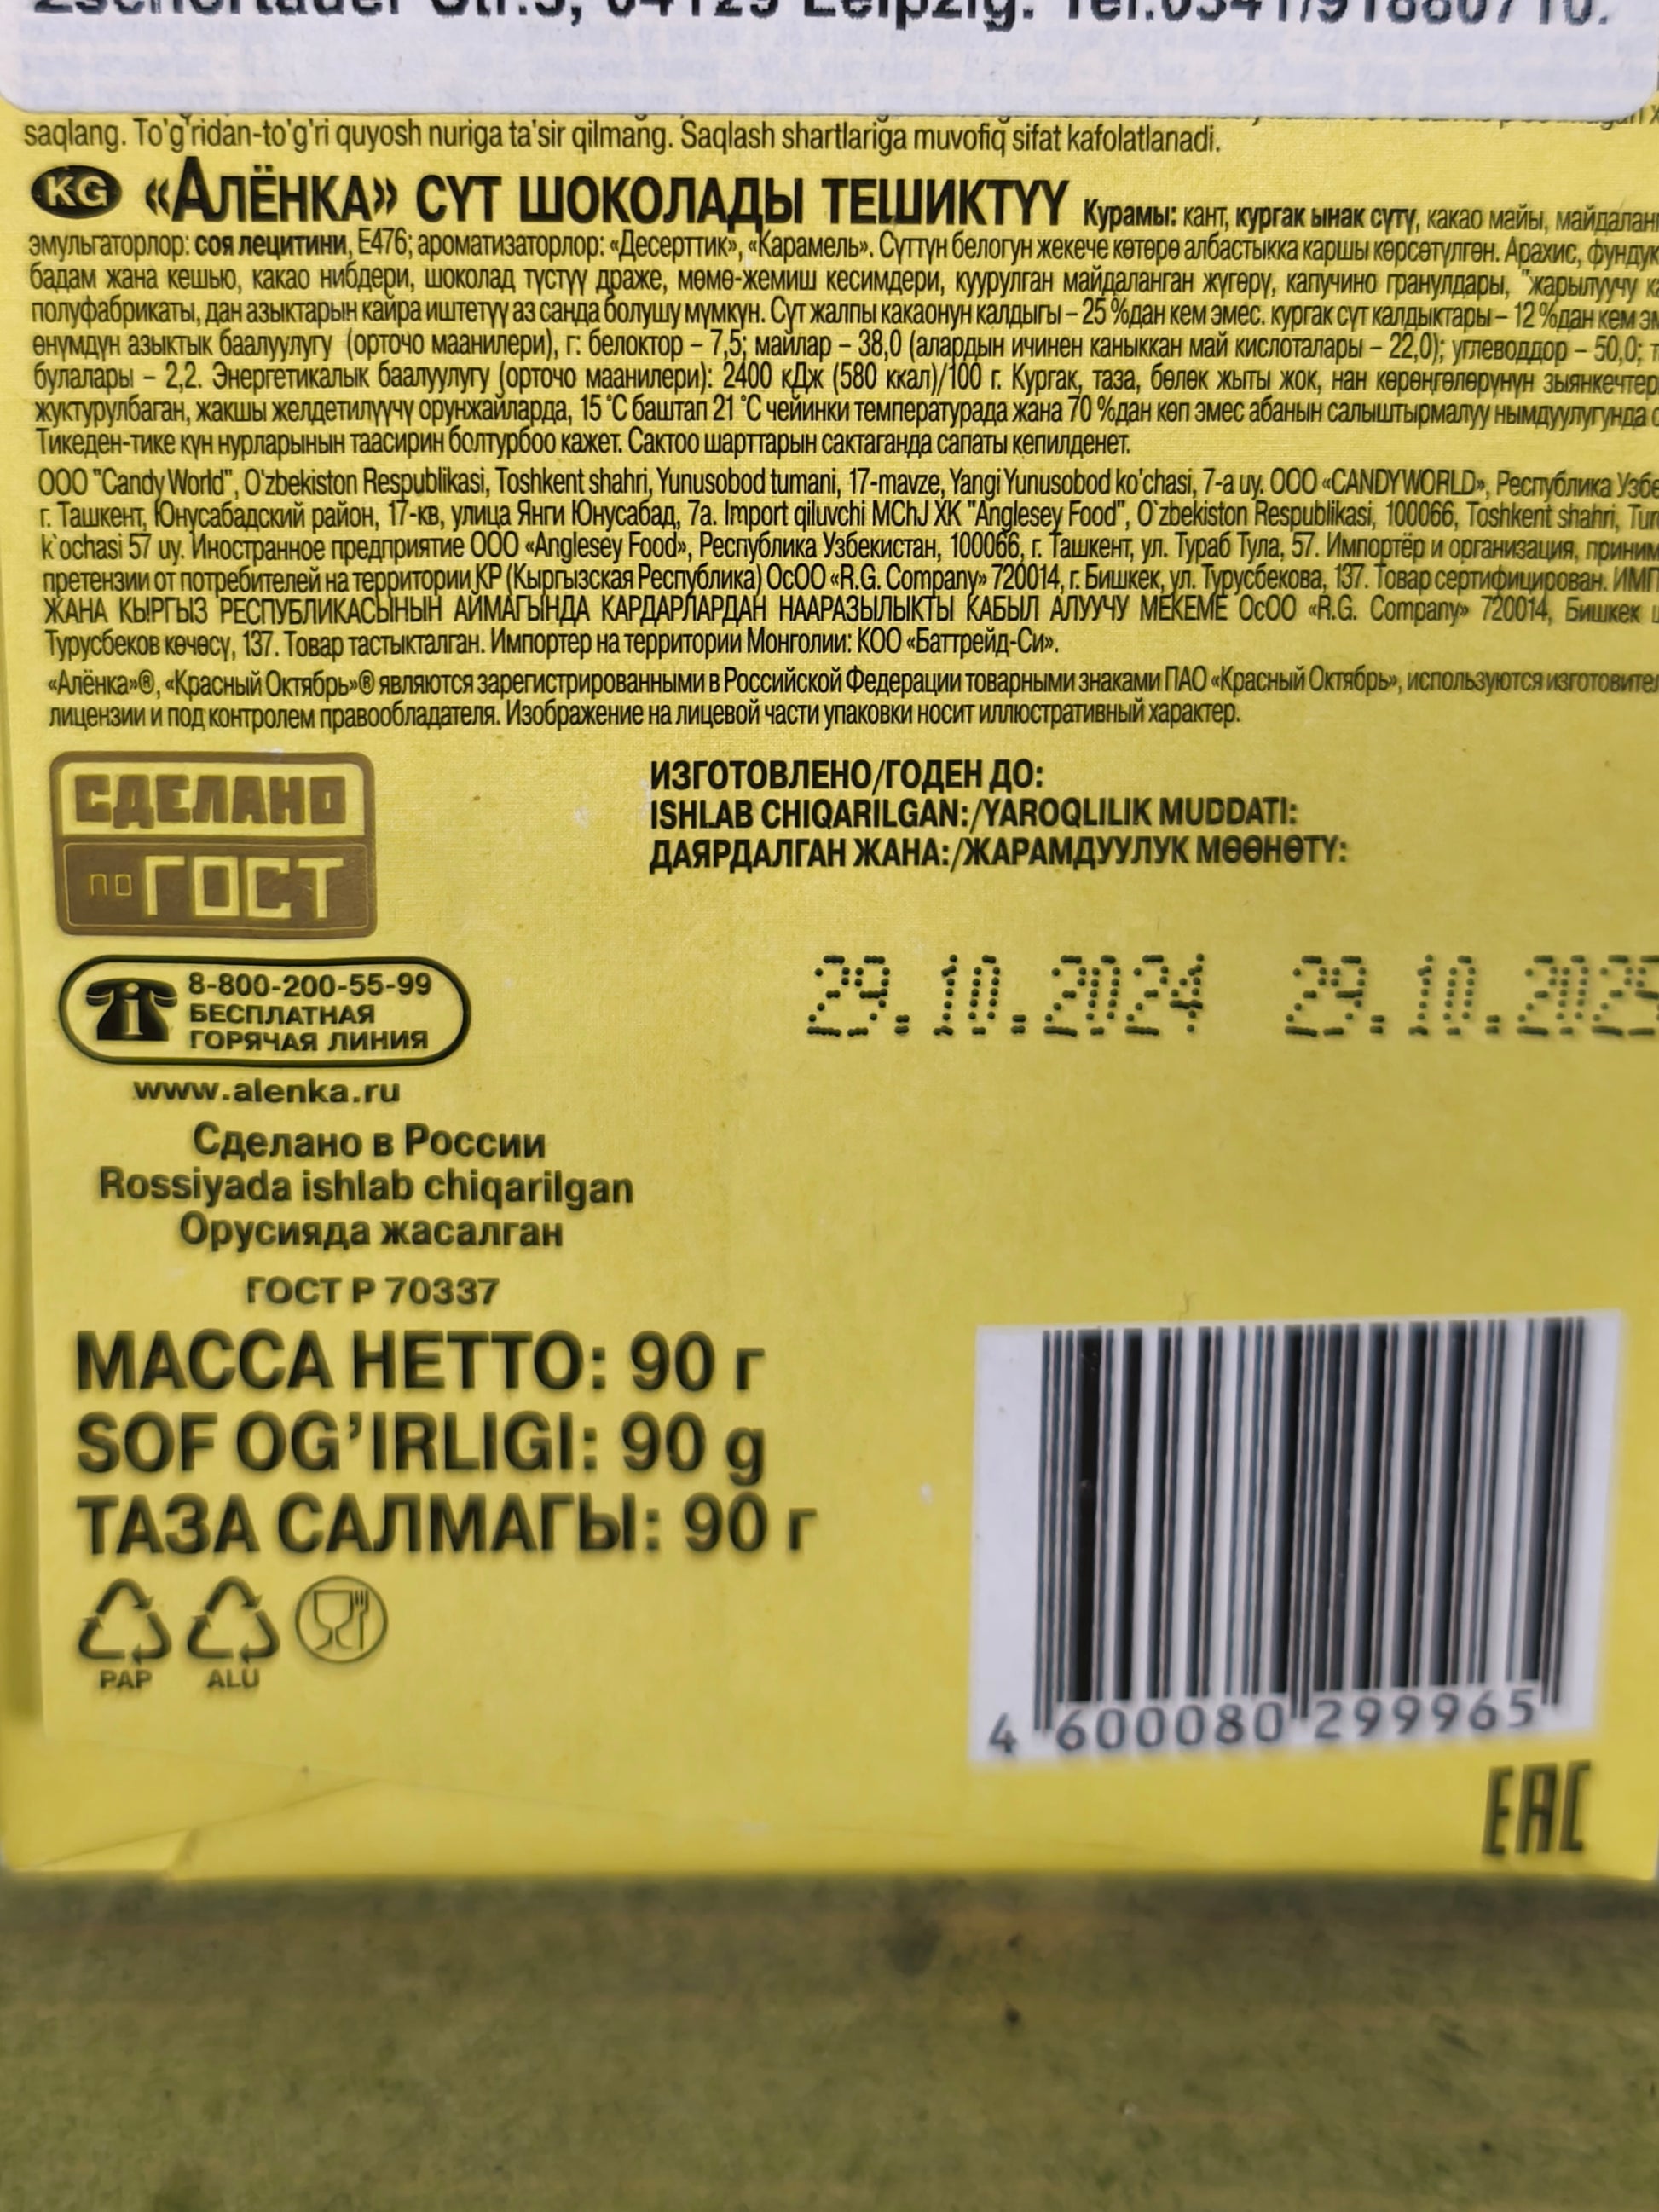 Zschortauer Str.5, 04129 Leipzig. Tel.0341/91880710.
saqlang. To'g'ridan-to'g'ri quyosh nuriga ta'sir qilmang. Saqlash shartlariga muvofiq sifat kafolatlanadi.
KG «АЛЁНКА» СҮТ ШОКОЛАДЫ ТЕШИКТҮҮ Курамы: кант, кургак ынак сүтү, какао майы,
эмульгаторлор: соя лецитини, Е476; ароматизаторлор: «Десерттик», «Карамель». Сүттүн белогун жекече көтөрө албастыкка каршы көрсөтүлгөн. Арахис, фундук
бадам жана кешью, какао нибдери, шоколад түстүү драже, мөмө-жемиш кесимдери, куурулган майдаланган жүгөрү, капучино гранулдары, "жарылуучу
полуфабрикаты, дан азыктарын кайра иштетүү аз санда болушу мүмкүн. Сүт жалпы какаонун калдыгы – 25 %дан кем эмес. кургак сүт калдыктары – 12 %дан кем
өнүмдүн азыктык баалуулугу (орточо маанилери), г: белоктор – 7,5; майлар – 38,0 (алардын ичинен каныккан май кислоталары – 22,0); углеводдор – 50,0;
булалары – 2,2. Энергетикалык баалуулугу (орточо маанилери): 2400 кДж (580 ккал)/100 г. Кургак, таза, бөлөк жыты жок, нан көрөңгөлөрүнүн
жуктурулбаган, жакшы желдетилүүчү орунжайларда, 15 °С баштап 21 °С чейинки температурада жана 70 %дан көп эмес абанын салыштырмалуу нымдуулугунда
Тикеден-тике күн нурларынын таасирин болтурбоо кажет. Сактоо шарттарын сактаганда сапаты кепилденет.
ООО "Candy World", O'zbekiston Respublikasi, Toshkent shahri, Yunusobod tumani, 17-mavze, Yangi Yunusobod ko'chasi, 7-a uy. ООО «CANDY WORLD», Республика
г. Ташкент, Юнусабадский район, 17-кв, улица Янги Юнусабад, 7а. Import qiluvchi MChJ XK "Anglesey Food", O`zbekiston Respublikasi, 100066, Toshkent shahri,
k`ochasi 57 uy. Иностранное предприятие ООО «Anglesey Food», Республика Узбекистан, 100066, г. Ташкент, ул. Тураб Тула, 57. Импортёр и организация,
претензии от потребителей на территории КР (Кыргызская Республика) ОсОО «R.G. Company» 720014, г. Бишкек, ул. Турусбекова, 137. Товар сертифицирован.
ЖАНА КЫРГЫЗ РЕСПУБЛИКАСЫНЫН АЙМАГЫНДА КАРДАРЛАРДАН НААРАЗЫЛЫКТЫ КАБЫЛ АЛУУЧУ МЕКЕМЕ ОсОО «R.G. Company» 720014, Бишкек
Турусбеков көчөсү, 137. Товар тастыкталган. Импортер на территории Монголии: КОО «Баттрейд-Си».
«Алёнка»®, «Красный Октябрь»® являются зарегистрированными в Российской Федерации товарными знаками ПАО «Красный Октябрь», используются
лицензии и под контролем правообладателя. Изображение на лицевой части упаковки носит иллюстративный характер.
СДЕЛАНО
по ГОСТ
ИЗГОТОВЛЕНО/ГОДЕН ДО:
ISHLAB CHIQARILGAN:/YAROQLILIK MUDDATI:
ДАЯРДАЛГАН ЖАНА:/ЖАРАМДУУЛУК МӨӨНӨТҮ:
29.10.2024 29.10.2025
8-800-200-55-99
БЕСПЛАТНАЯ
ГОРЯЧАЯ ЛИНИЯ
www.alenka.ru
Сделано в России
Rossiyada ishlab chiqarilgan
Орусияда жасалган
ГОСТ Р 70337
МАССА НЕТТО: 90 г
SOF OG’IRLIGI: 90 g
ТАЗА САЛМАГЫ: 90 г
PAP ALU
4 600080 299965
EAC